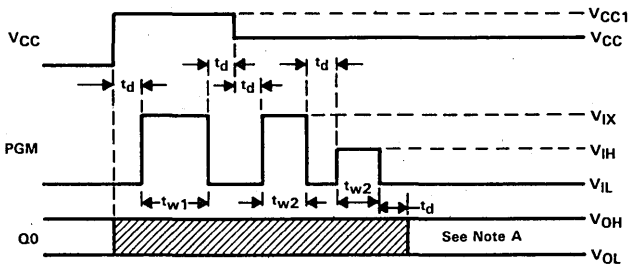 VCC
VCC1
VCC
td
td
td
td
PGM
VIX
VIH
VIL
tw1
tw2
tw2
td
Q0
See Note A
VOH
VOL